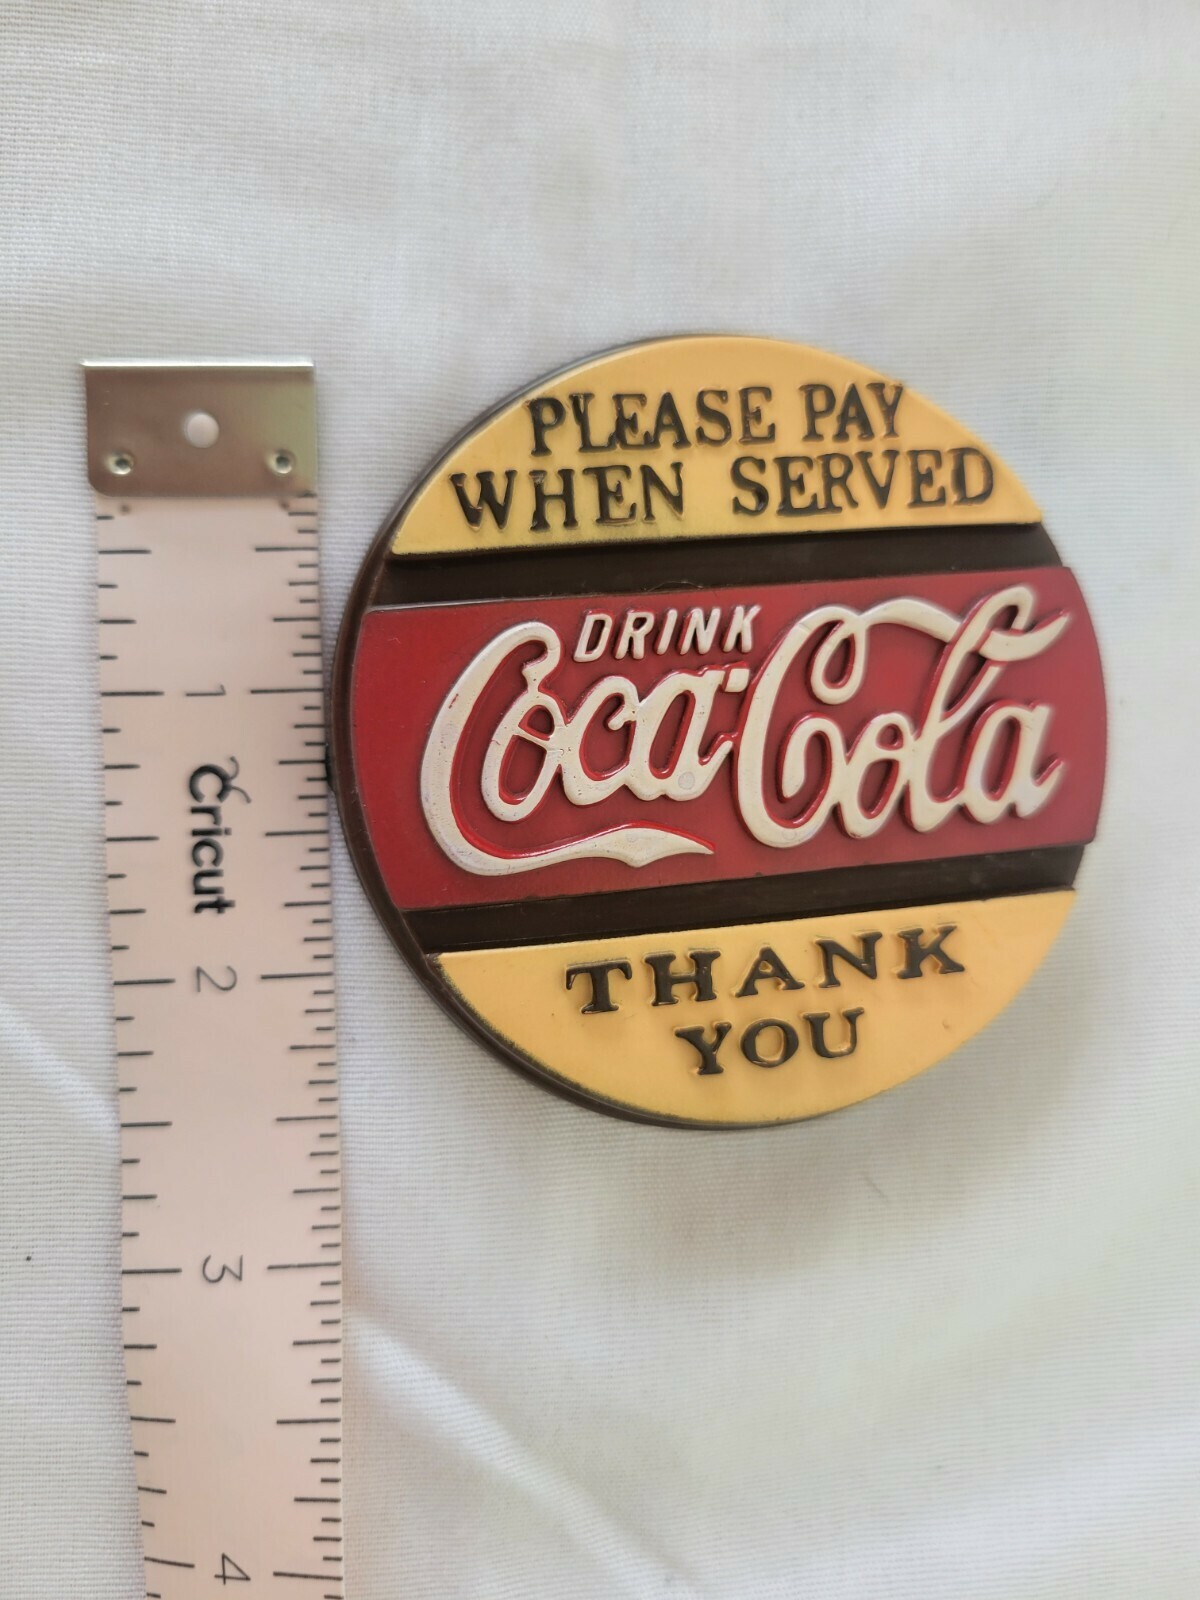 PLEASE PAY
WHEN SERVED
DRINK
Coca-Cola
THANK
YOU
1
Cricut
2
3
4